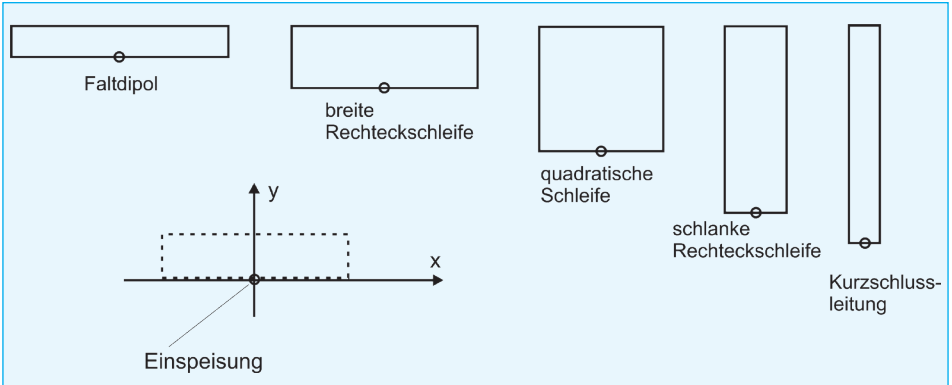 Faltdipol
breite
Rechteckschleife
quadratische
Schleife
schlanke
Rechteckschleife
Kurzschluss-
leitung
y
x
Einspeisung